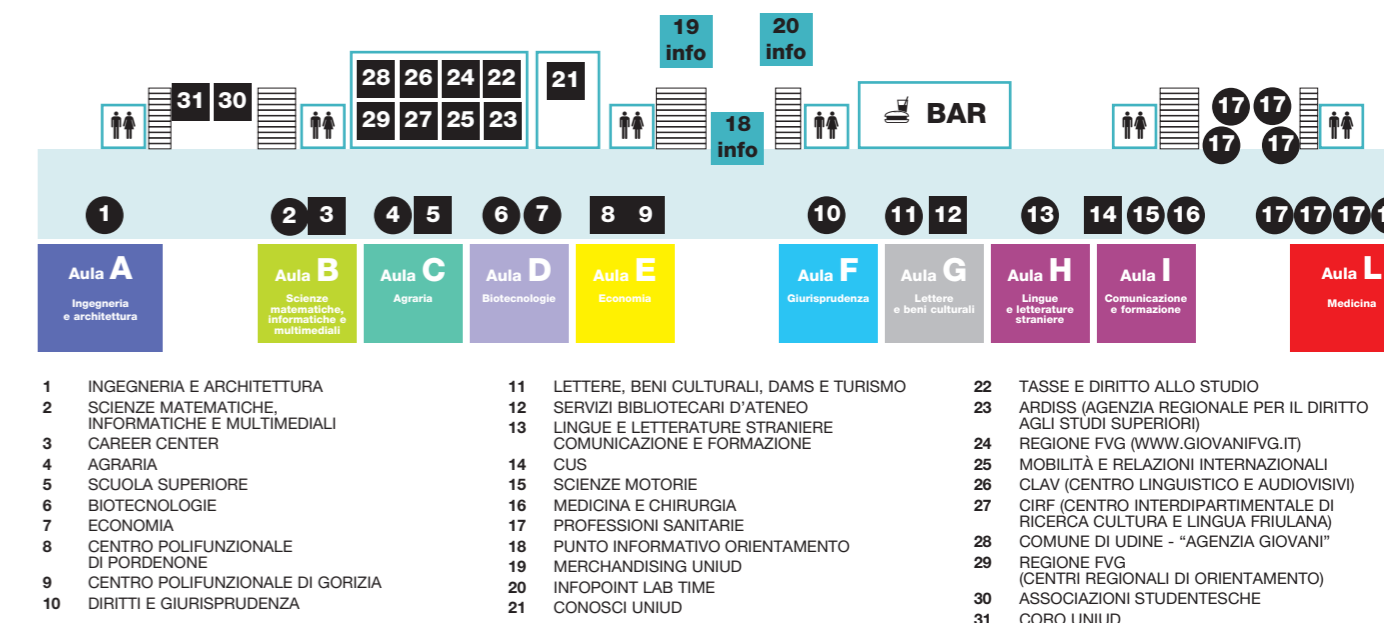 19
info
20
info
28 26 24 22
21
31 30
29 27 25 23
18
info
BAR
17 17
17 17
1
2 3
4 5
6 7
8 9
10
11 12
13
14 15 16
17 17 17
Aula A
Ingegneria
e architettura
Aula B
Scienze
matematiche,
informatiche e
multimediali
Aula C
Agraria
Aula D
Biotecnologie
Aula E
Economia
Aula F
Giurisprudenza
Aula G
Lettere
e beni culturali
Aula H
Lingue
e letterature
straniere
Aula I
Comunicazione
e formazione
Aula L
Medicina
1 INGEGNERIA E ARCHITETTURA
2 SCIENZE MATEMATICHE,
INFORMATICHE E MULTIMEDIALI
3 CAREER CENTER
4 AGRARIA
5 SCUOLA SUPERIORE
6 BIOTECNOLOGIE
7 ECONOMIA
8 CENTRO POLIFUNZIONALE
DI PORDENONE
9 CENTRO POLIFUNZIONALE DI GORIZIA
10 DIRITTI E GIURISPRUDENZA
11 LETTERE, BENI CULTURALI, DAMS E TURISMO
12 SERVIZI BIBLIOTECARI D'ATENEO
13 LINGUE E LETTERATURE STRANIERE
COMUNICAZIONE E FORMAZIONE
14 CUS
15 SCIENZE MOTORIE
16 MEDICINA E CHIRURGIA
17 PROFESSIONI SANITARIE
18 PUNTO INFORMATIVO ORIENTAMENTO
19 MERCHANDISING UNIUD
20 INFOPOINT LAB TIME
21 CONOSCI UNIUD
22 TASSE E DIRITTO ALLO STUDIO
23 ARDISS (AGENZIA REGIONALE PER IL DIRITTO
AGLI STUDI SUPERIORI)
24 REGIONE FVG (WWW.GIOVANIFVG.IT)
25 MOBILITÀ E RELAZIONI INTERNAZIONALI
26 CLAV (CENTRO LINGUISTICO E AUDIOVISIVI)
27 CIRF (CENTRO INTERDIPARTIMENTALE DI
RICERCA CULTURA E LINGUA FRIULANA)
28 COMUNE DI UDINE - “AGENZIA GIOVANI”
29 REGIONE FVG
(CENTRI REGIONALI DI ORIENTAMENTO)
30 ASSOCIAZIONI STUDENTESCHE
31 CORO UNIUD